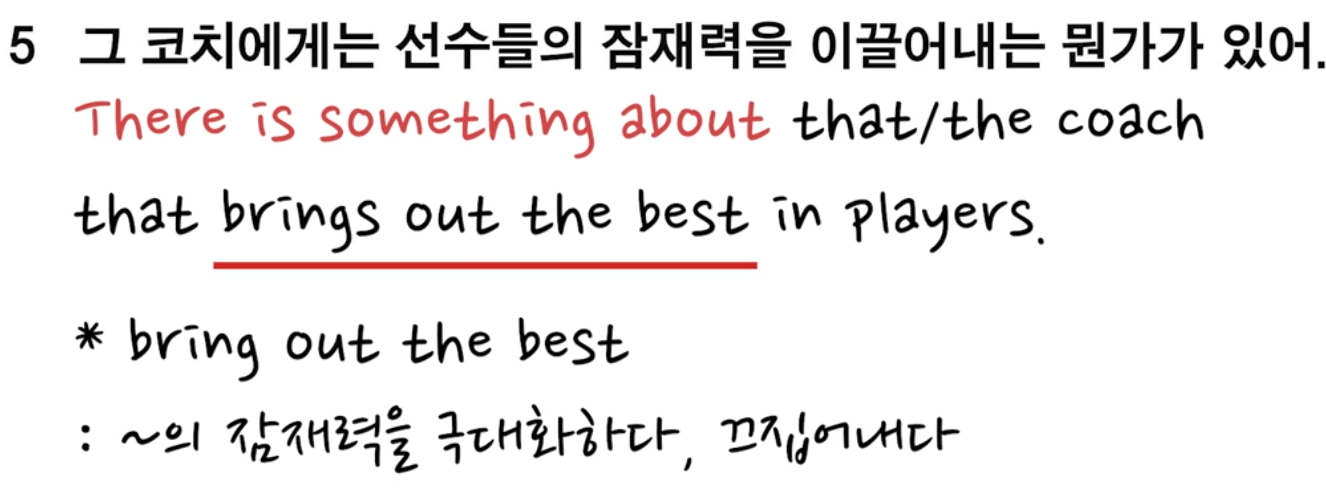 5 그 코치에게는 선수들의 잠재력을 이끌어내는 뭔가가 있어.
There is something about that/the coach
that brings out the best in players.
* bring out the best
: ~의 잠재력을 극대화하다, 끄집어내다